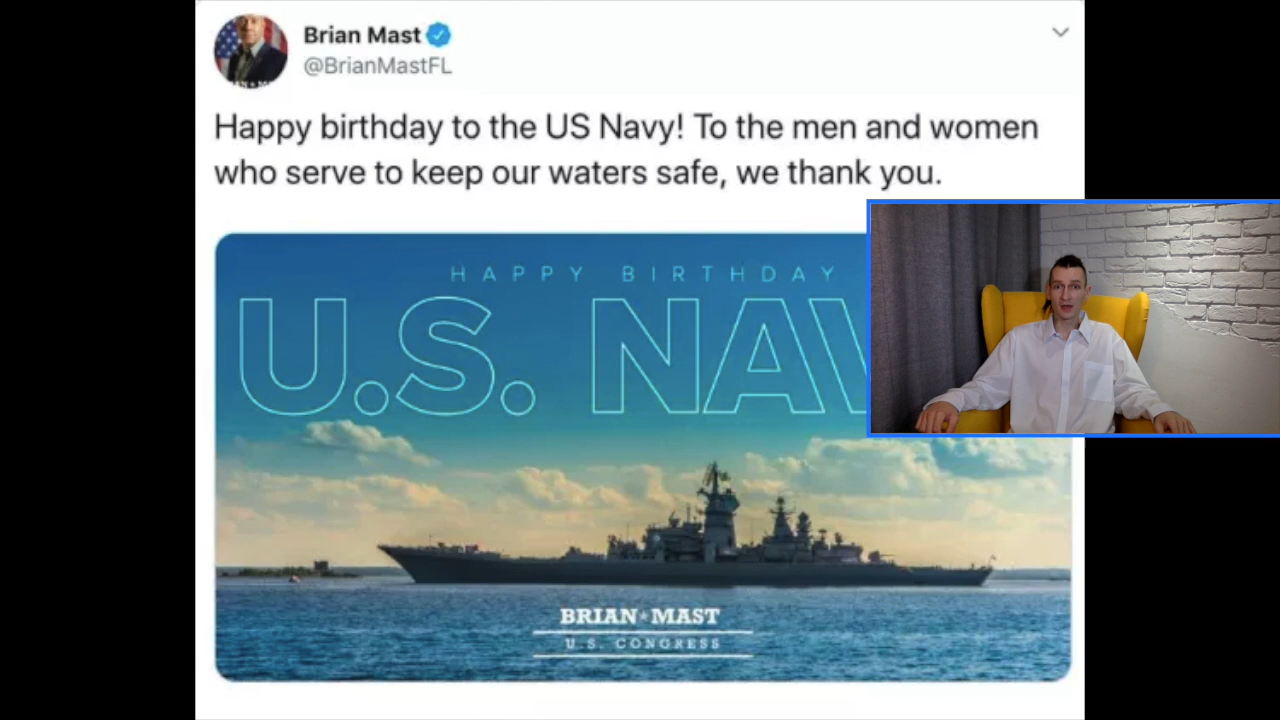 Brian Mast
@BrianMastFL
Happy birthday to the US Navy! To the men and women
who serve to keep our waters safe, we thank you.
HAPPY BIRTHDAY
U.S. NAV
BRIAN★MAST
U.S. CONGRESS